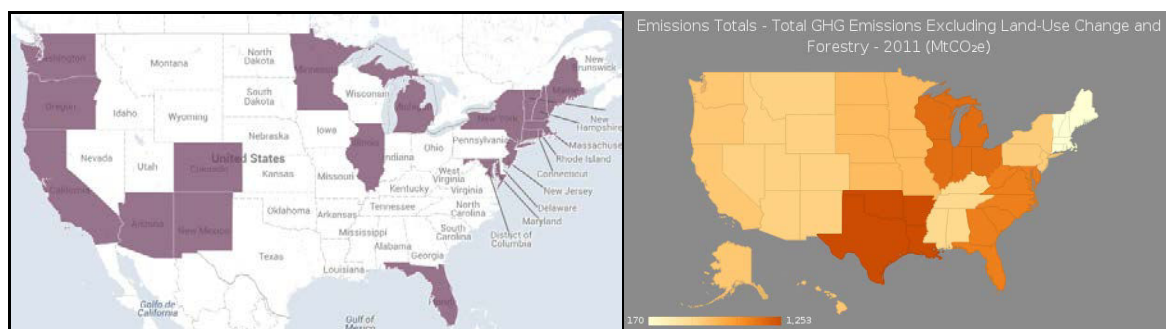 Washington
Montana
North
Dakota
Minnesota
Oregon
Idaho
Wyoming
South
Dakota
Wisconsin
Michigan
New York
Maine
New
Brunswick
New
Hampshire
Massachuse
Rhode Island
Connecticut
New Jersey
Delaware
Maryland
District of
Columbia
Nevada
Utah
California
Colorado
Arizona
New Mexico
Nebraska
United States
Kansas
Oklahoma
Texas
Iowa
Missouri
Arkansas
Louisiana
Illinois
Indiana
Ohio
Pennsylvania
West
Virginia
Virginia
Kentucky
Tennessee
North
Carolina
South
Carolina
Mississippi
Alabama
Georgia
Florida
Golfo de
California
Gulf of
Mexico
Emissions Totals - Total GHG Emissions Excluding Land-Use Change and
Forestry - 2011 (MtCO₂e)
170
1,253